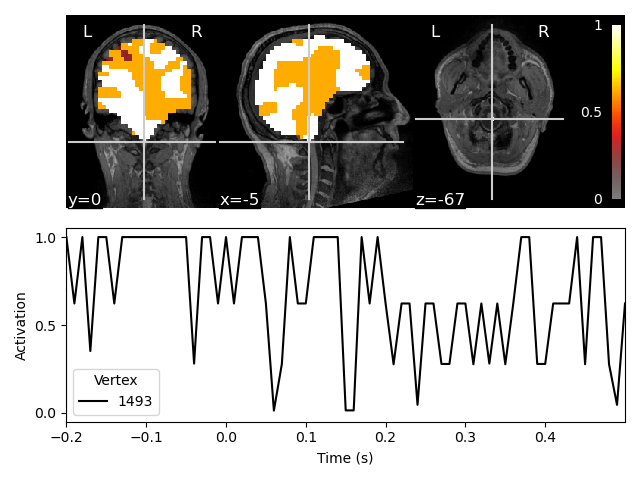 L R L R 1
0.5
0
y=0 x=-5 z=-67
1.0
0.5
0.0
Activation
Vertex
1493
−0.2 −0.1 0.0 0.1 0.2 0.3 0.4
Time (s)